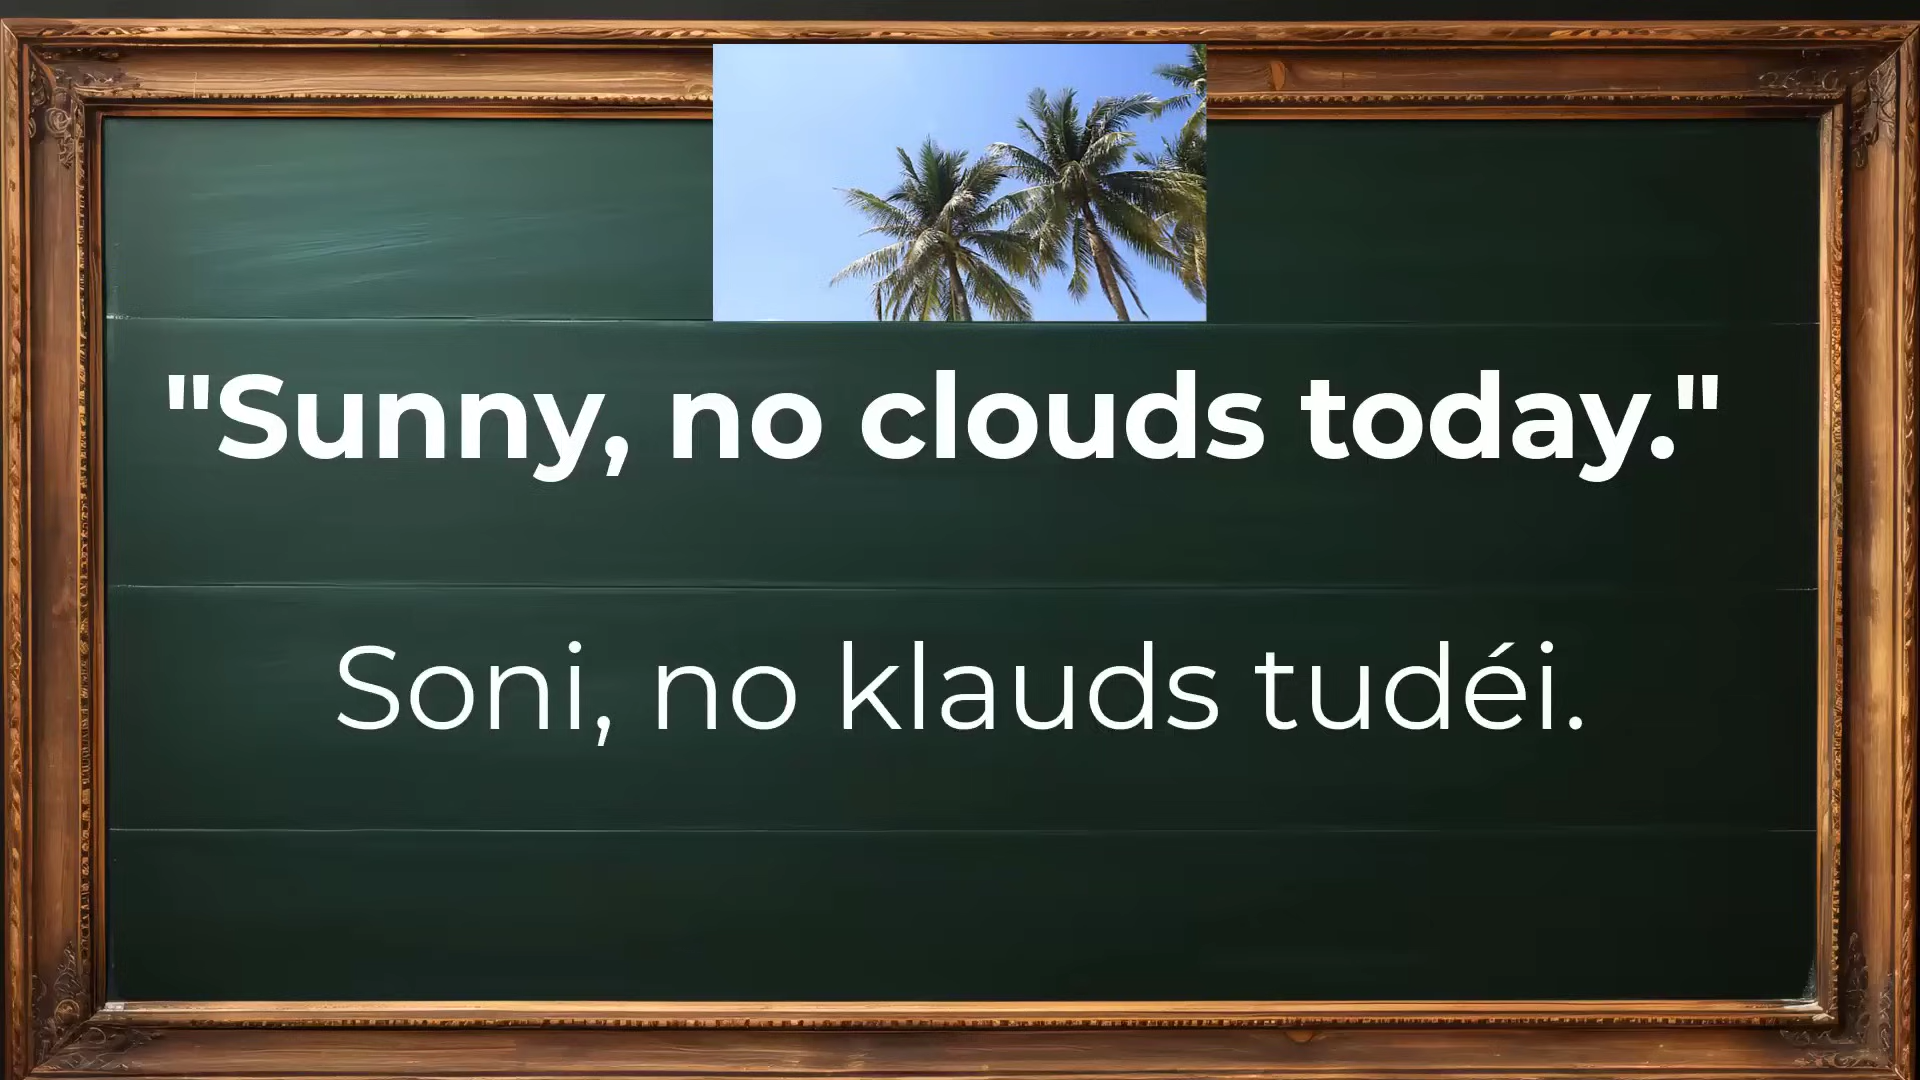 "Sunny, no clouds today."
Soni, no klauds tudéi.